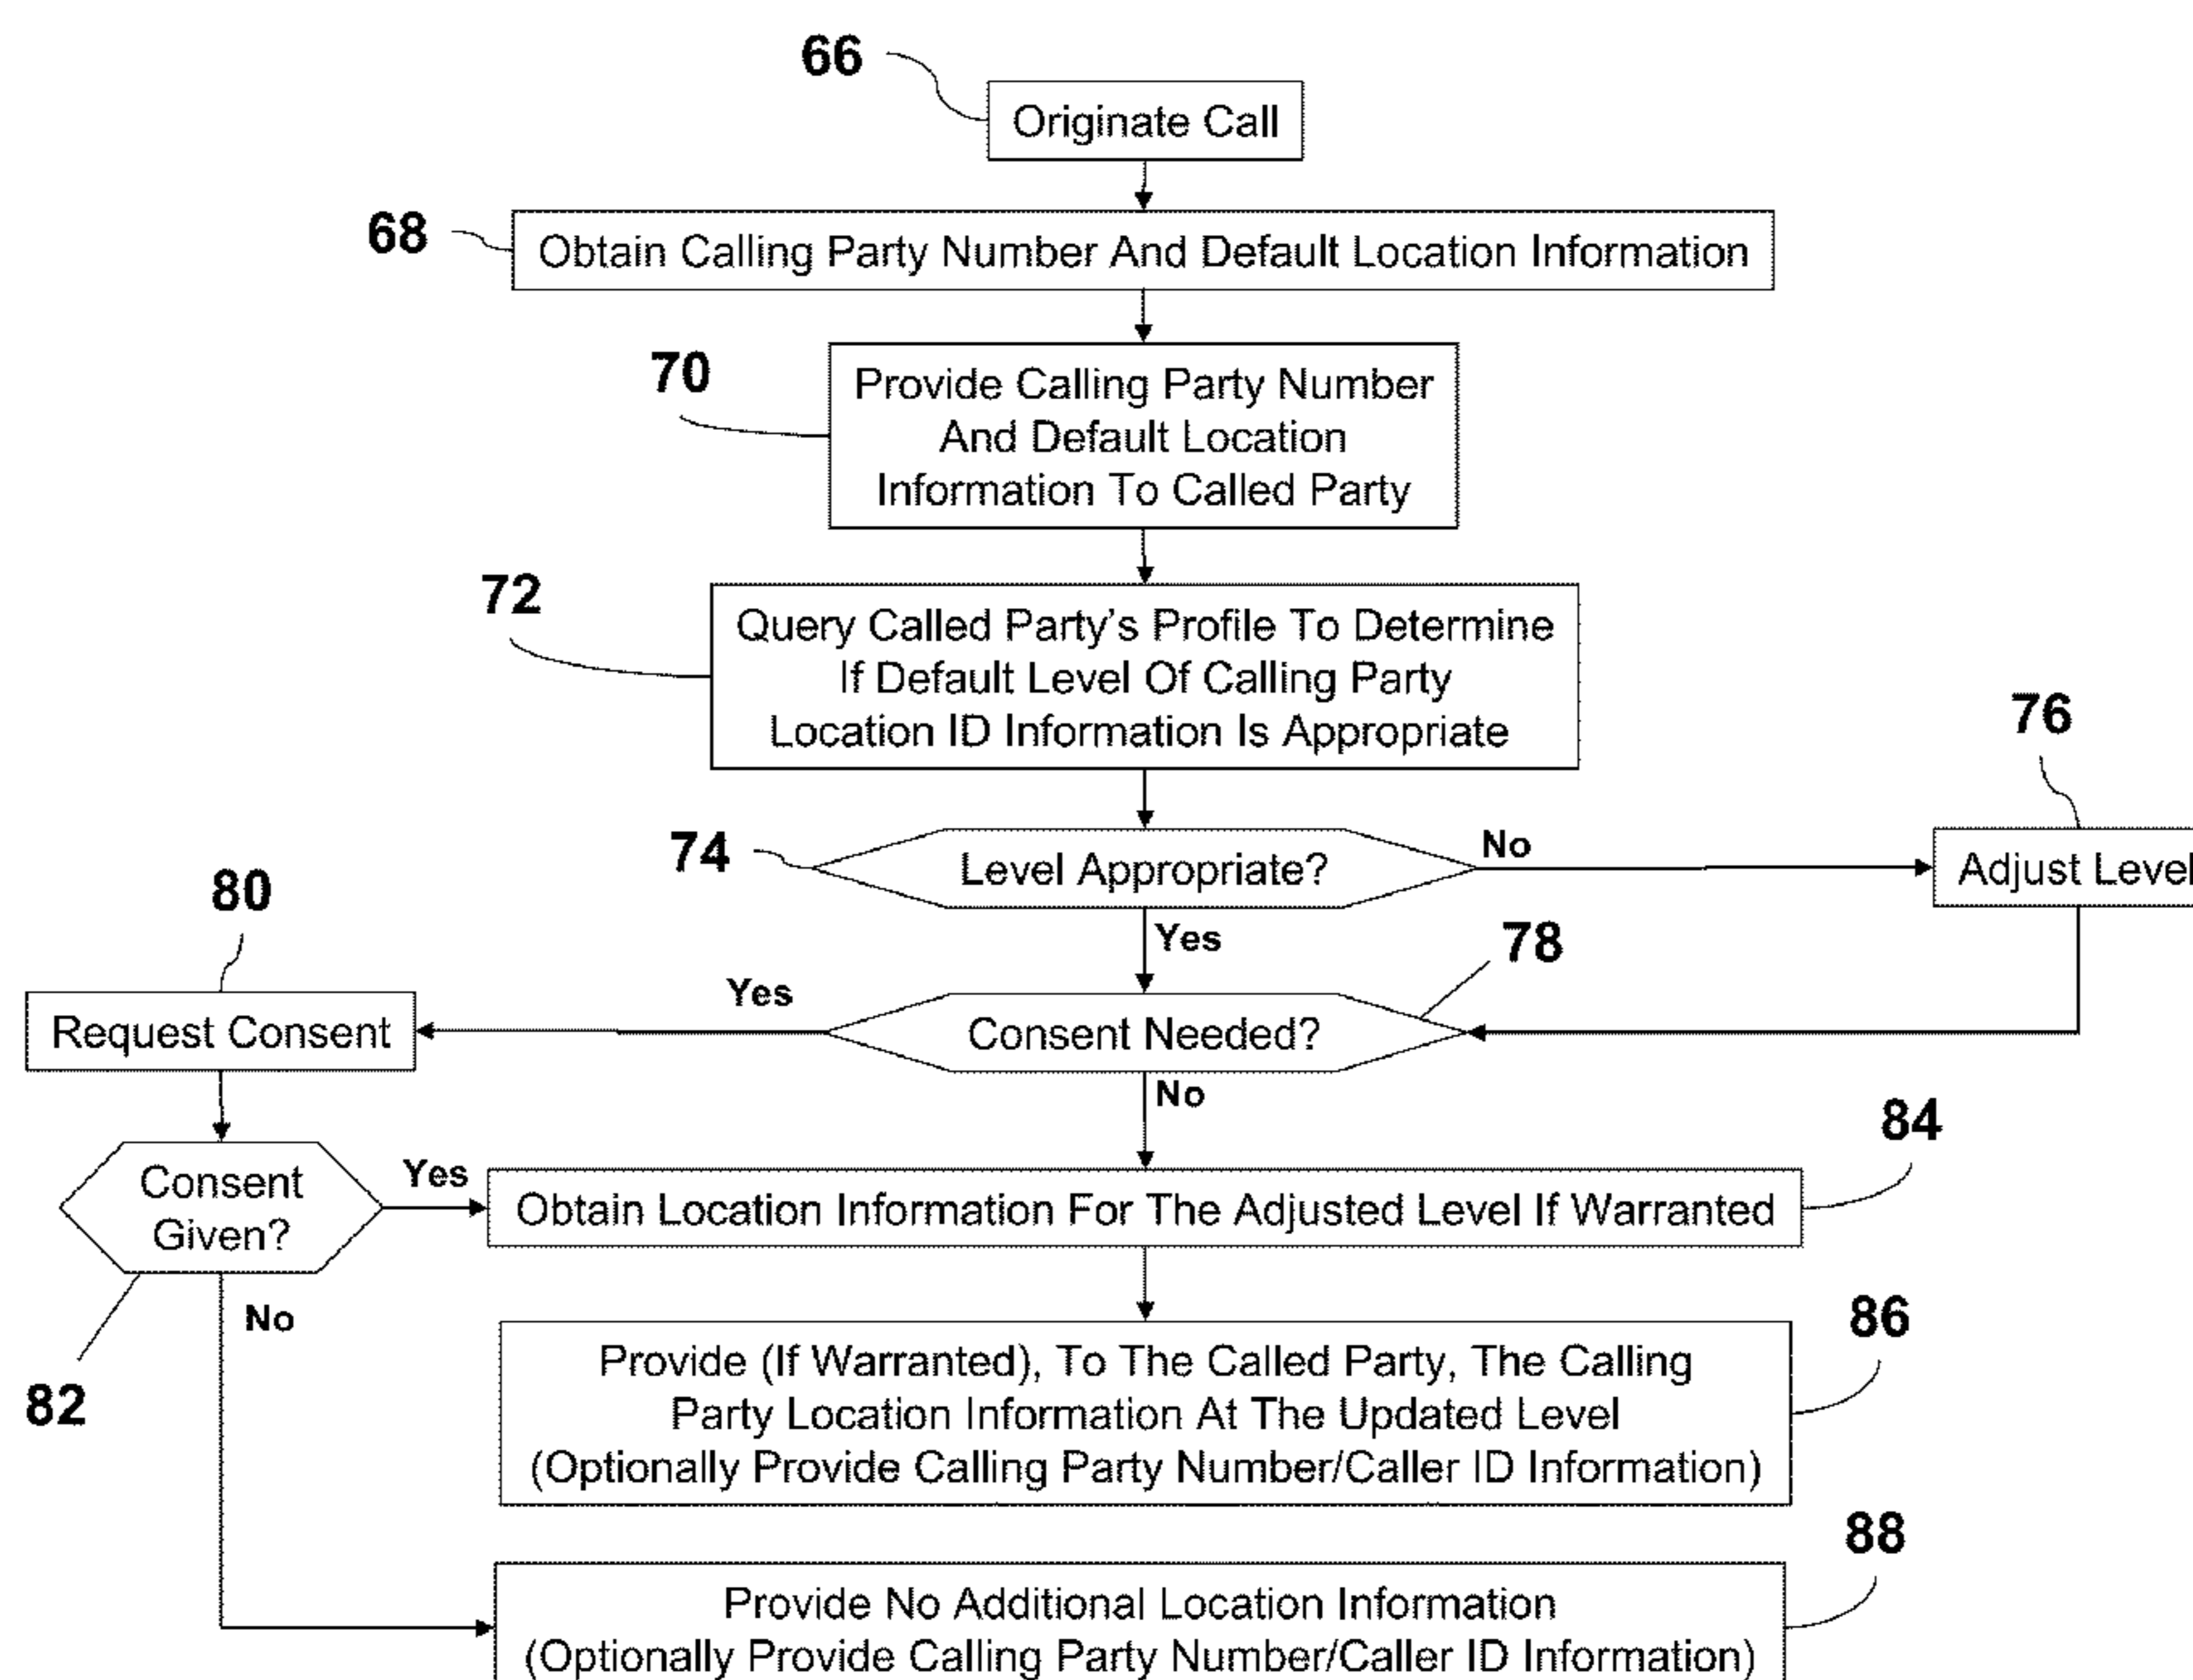 66
Originate Call
68
Obtain Calling Party Number And Default Location Information
70
Provide Calling Party Number
And Default Location
Information To Called Party
72
Query Called Party's Profile To Determine
If Default Level Of Calling Party
Location ID Information Is Appropriate
76
74
Level Appropriate?
No
Adjust Level
80
Yes
78
Yes
Request Consent
Consent Needed?
No
84
Consent
Given?
Yes
Obtain Location Information For The Adjusted Level If Warranted
No
82
86
Provide (If Warranted), To The Called Party, The Calling
Party Location Information At The Updated Level
(Optionally Provide Calling Party Number/Caller ID Information)
88
Provide No Additional Location Information
(Optionally Provide Calling Party Number/Caller ID Information)